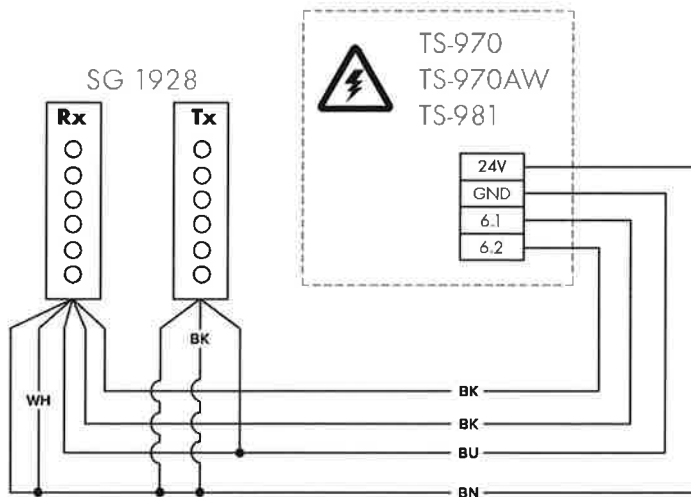 TS-970
TS-970AW
TS-981
SG 1928
Rx
Tx
24V
GND
6.1
6.2
BK
WH
BK
BK
BU
BN